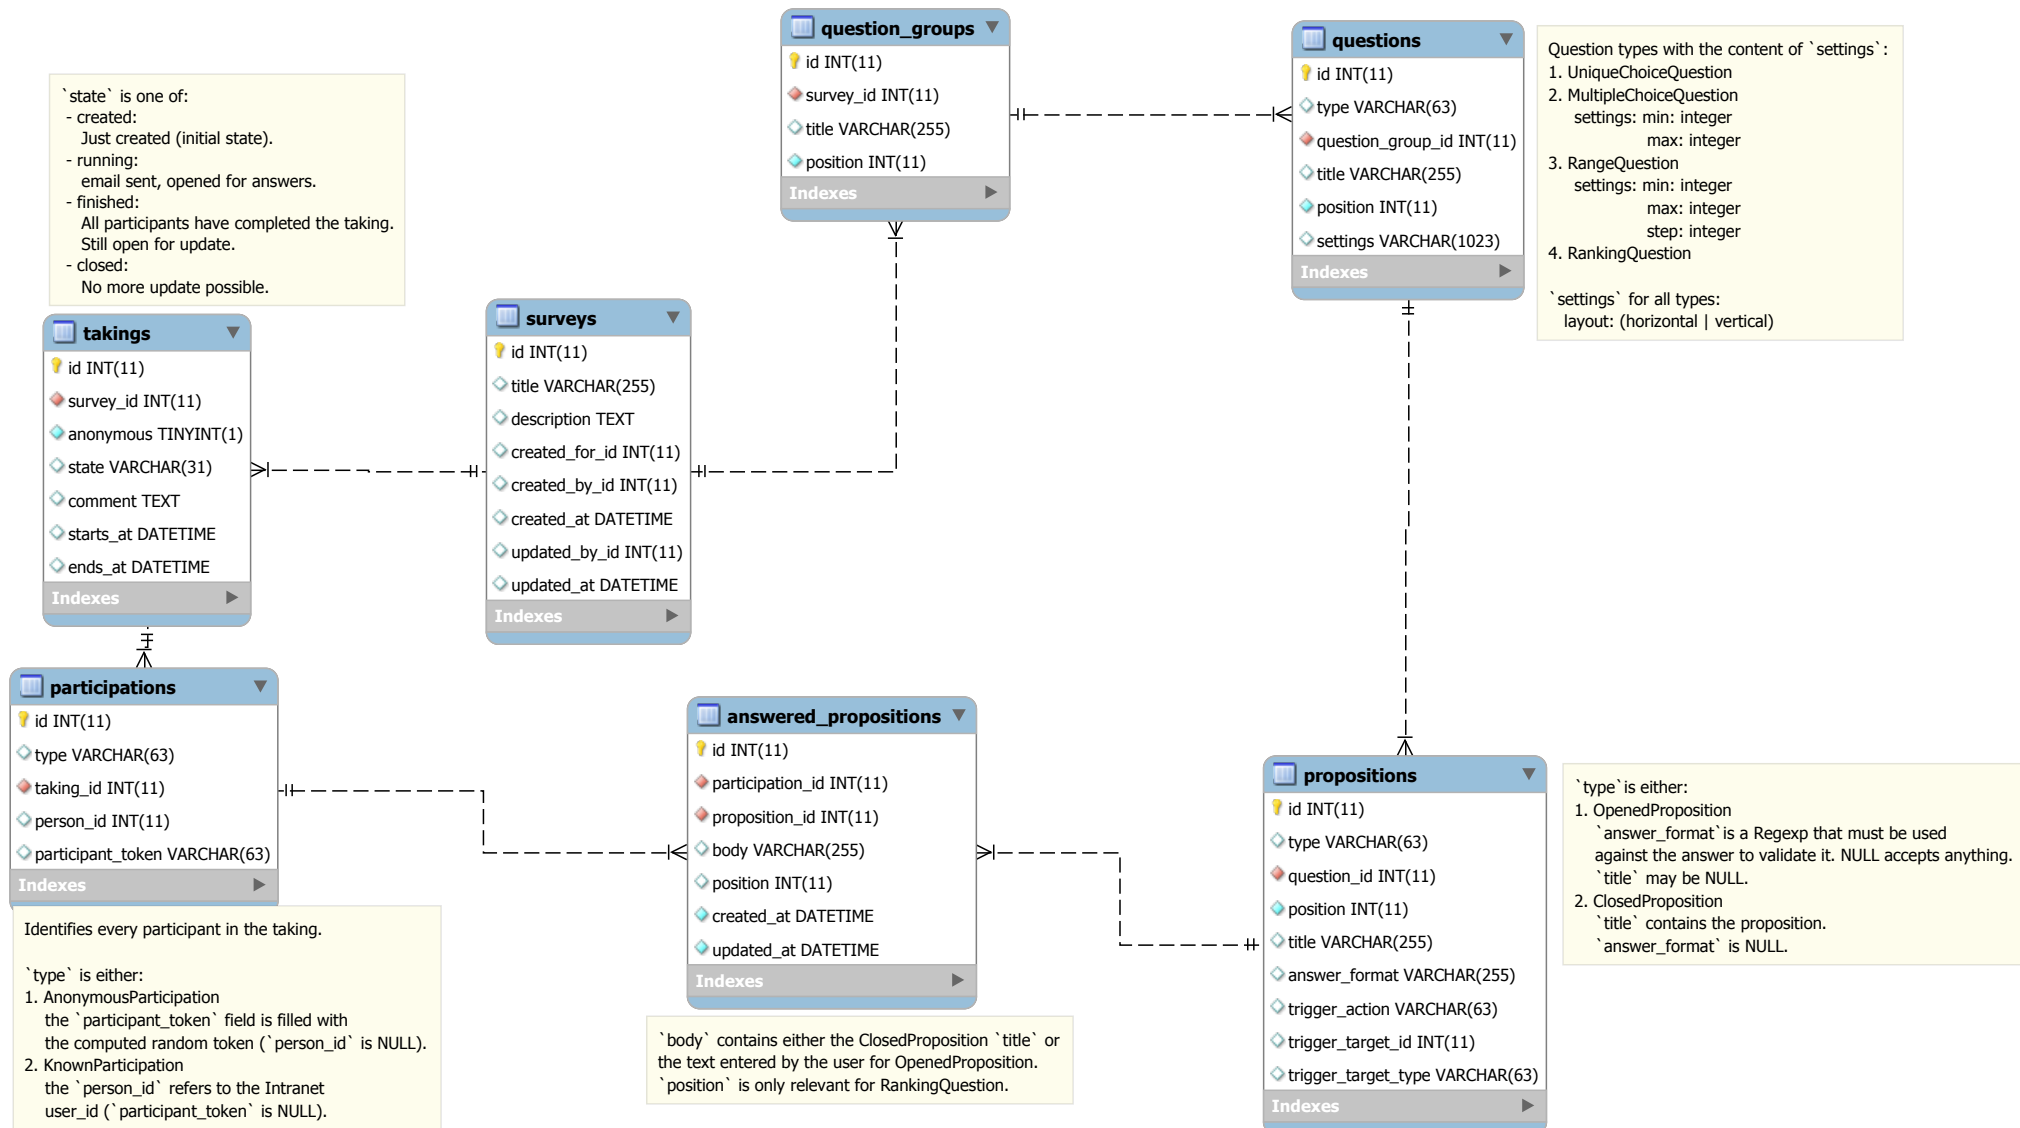 question_groups
id INT(11)
survey_id INT(11)
title VARCHAR(255)
position INT(11)
Indexes
questions
id INT(11)
type VARCHAR(63)
question_group_id INT(11)
title VARCHAR(255)
position INT(11)
settings VARCHAR(1023)
Indexes
Question types with the content of `settings`:
1. UniqueChoiceQuestion
2. MultipleChoiceQuestion
settings: min: integer
max: integer
3. RangeQuestion
settings: min: integer
max: integer
step: integer
4. RankingQuestion
`settings` for all types:
layout: (horizontal | vertical)
`state` is one of:
- created:
Just created (initial state).
- running:
email sent, opened for answers.
- finished:
All participants have completed the taking.
Still open for update.
- closed:
No more update possible.
takings
id INT(11)
survey_id INT(11)
anonymous TINYINT(1)
state VARCHAR(31)
comment TEXT
starts_at DATETIME
ends_at DATETIME
Indexes
surveys
id INT(11)
title VARCHAR(255)
description TEXT
created_for_id INT(11)
created_by_id INT(11)
created_at DATETIME
updated_by_id INT(11)
updated_at DATETIME
Indexes
participations
id INT(11)
type VARCHAR(63)
taking_id INT(11)
person_id INT(11)
participant_token VARCHAR(63)
Indexes
Identifies every participant in the taking.
`type` is either:
1. AnonymousParticipation
the `participant_token` field is filled with
the computed random token (`person_id` is NULL).
2. KnownParticipation
the `person_id` refers to the Intranet
user_id (`participant_token` is NULL).
answered_propositions
id INT(11)
participation_id INT(11)
proposition_id INT(11)
body VARCHAR(255)
position INT(11)
created_at DATETIME
updated_at DATETIME
Indexes
`body` contains either the ClosedProposition `title` or
the text entered by the user for OpenedProposition.
`position` is only relevant for RankingQuestion.
propositions
id INT(11)
type VARCHAR(63)
question_id INT(11)
position INT(11)
title VARCHAR(255)
answer_format VARCHAR(255)
trigger_action VARCHAR(63)
trigger_target_id INT(11)
trigger_target_type VARCHAR(63)
Indexes
`type`is either:
1. OpenedProposition
`answer_format`is a Regexp that must be used
against the answer to validate it. NULL accepts anything.
`title` may be NULL.
2. ClosedProposition
`title` contains the proposition.
`answer_format` is NULL.